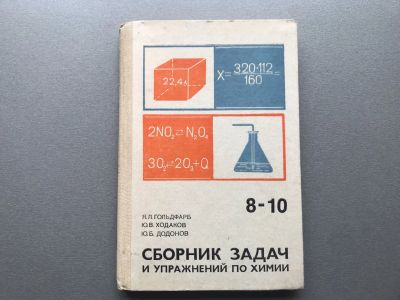 22,4л
X= 320·112 =
160
2NO₂⇄N₂O₄
3O₂⇄2O₃+Q
8-10
Я.Л.ГОЛЬДФАРБ
Ю.В. ХОДАКОВ
Ю.Б. ДОДОНОВ
СБОРНИК ЗАДАЧ
И УПРАЖНЕНИЙ ПО ХИМИИ